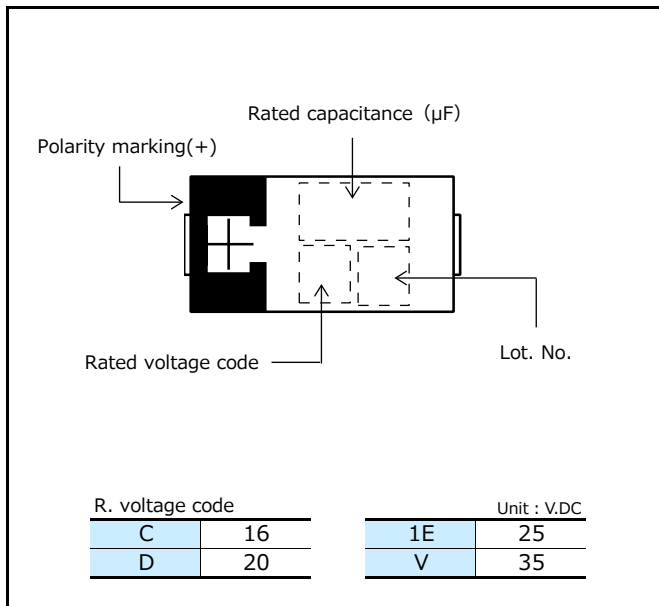 Rated capacitance (μF)
Polarity marking(+)
Rated voltage code
Lot. No.
R. voltage code
Unit : V.DC
C 16 1E 25
D 20 V 35